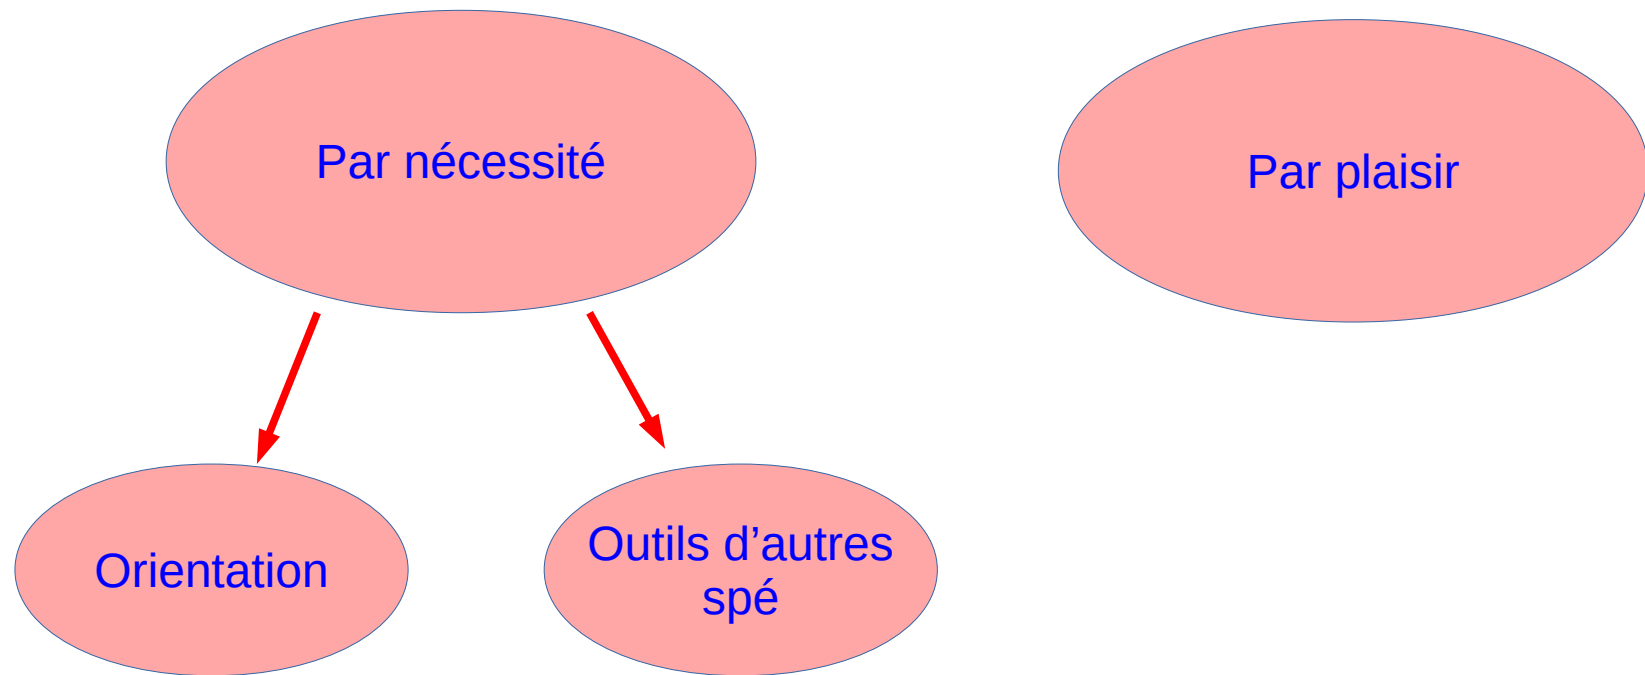 Par nécessité
Par plaisir
Orientation
Outils d’autres
spé